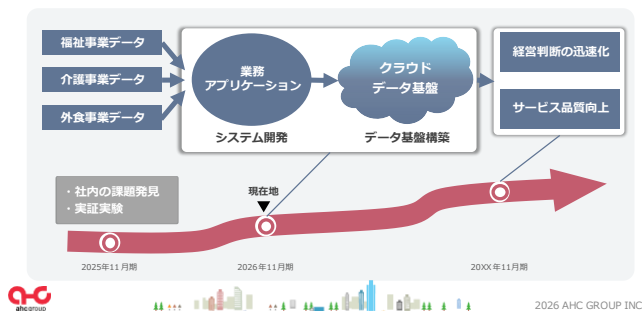 福祉事業データ
介護事業データ
外食事業データ
業務
アプリケーション
クラウド
データ基盤
システム開発
データ基盤構築
経営判断の迅速化
サービス品質向上
・社内の課題発見
・実証実験
現在地
2025年11月期
2026年11月期
20XX年11月期
ahcgroup
2026 AHC GROUP INC